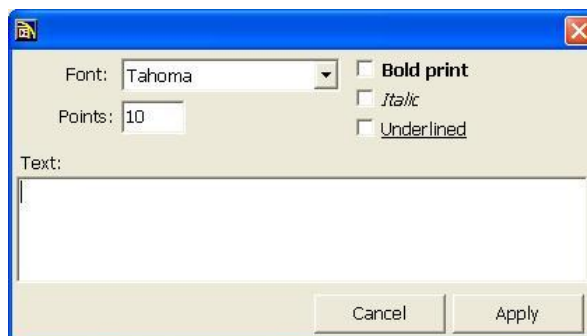 Font: Tahoma
Bold print
Italic
Points: 10
Underlined
Text:
Cancel Apply